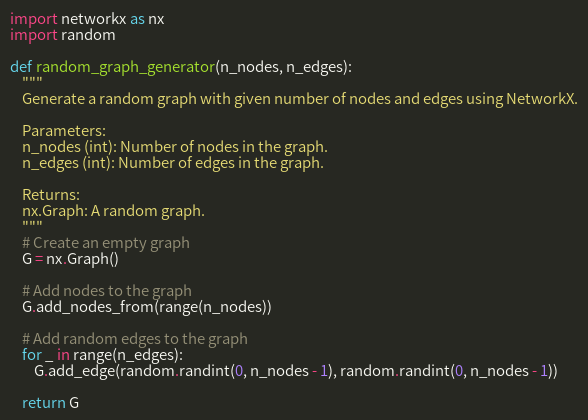 import networkx as nx
import random
def random_graph_generator(n_nodes, n_edges):
"""
Generate a random graph with given number of nodes and edges using NetworkX.
Parameters:
n_nodes (int): Number of nodes in the graph.
n_edges (int): Number of edges in the graph.
Returns:
nx.Graph: A random graph.
"""
# Create an empty graph
G = nx.Graph()
# Add nodes to the graph
G.add_nodes_from(range(n_nodes))
# Add random edges to the graph
for _ in range(n_edges):
G.add_edge(random.randint(0, n_nodes - 1), random.randint(0, n_nodes - 1))
return G